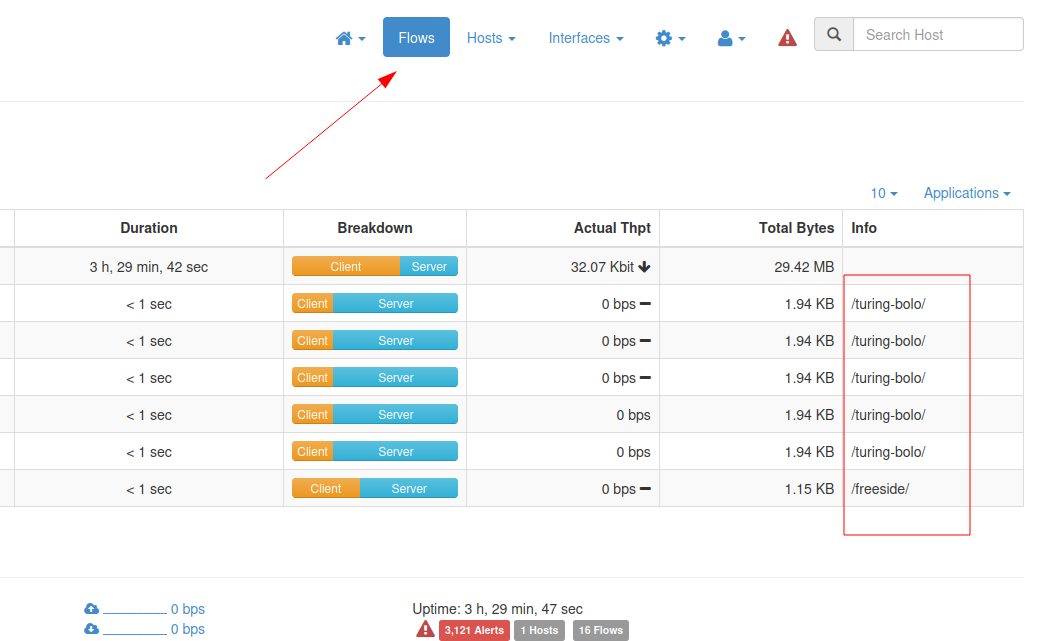 Flows Hosts Interfaces Search Host
10 Applications
Duration Breakdown Actual Thpt Total Bytes Info
3 h, 29 min, 42 sec Client Server 32.07 Kbit 29.42 MB
< 1 sec Client Server 0 bps 1.94 KB /turing-bolo/
< 1 sec Client Server 0 bps 1.94 KB /turing-bolo/
< 1 sec Client Server 0 bps 1.94 KB /turing-bolo/
< 1 sec Client Server 0 bps 1.94 KB /turing-bolo/
< 1 sec Client Server 0 bps 1.94 KB /turing-bolo/
< 1 sec Client Server 0 bps 1.15 KB /freeside/
0 bps Uptime: 3 h, 29 min, 47 sec
0 bps 3,121 Alerts 1 Hosts 16 Flows